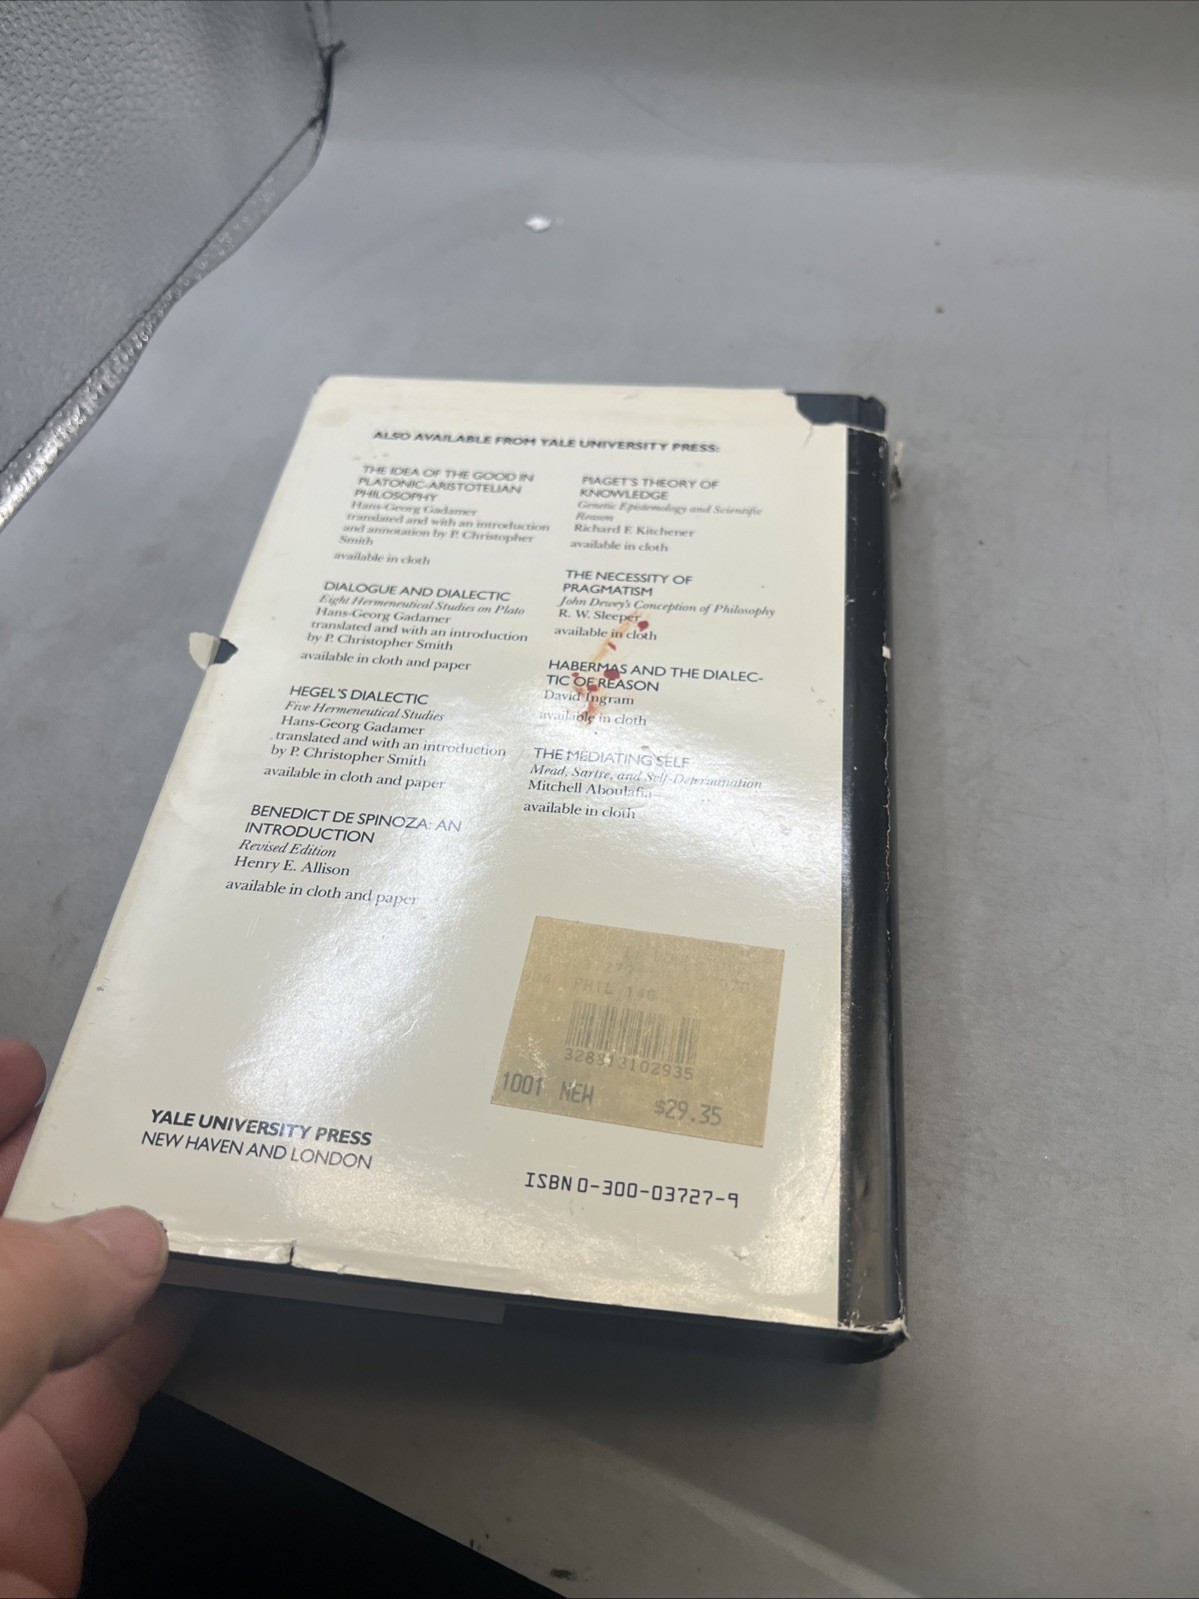 ALSO AVAILABLE FROM YALE UNIVERSITY PRESS:
THE IDEA OF THE GOOD IN
PLATONIC-ARISTOTELIAN
PHILOSOPHY
Hans-Georg Gadamer
translated and with an introduction
and annotation by P. Christopher
Smith
available in cloth
DIALOGUE AND DIALECTIC
Eight Hermeneutical Studies on Plato
Hans-Georg Gadamer
translated and with an introduction
by P. Christopher Smith
available in cloth and paper
HEGEL'S DIALECTIC
Five Hermeneutical Studies
Hans-Georg Gadamer
translated and with an introduction
by P. Christopher Smith
available in cloth and paper
BENEDICT DE SPINOZA: AN
INTRODUCTION
Revised Edition
Henry E. Allison
available in cloth and paper
PIAGET'S THEORY OF
KNOWLEDGE
Genetic Epistemology and Scientific
Reason
Richard F. Kitchener
available in cloth
THE NECESSITY OF
PRAGMATISM
John Dewey's Conception of Philosophy
R. W. Sleeper
available in cloth
HABERMAS AND THE DIALEC-
TIC OF REASON
David Ingram
available in cloth
THE MEDIATING SELF
Mead, Sartre, and Self-Determination
Mitchell Aboulafia
available in cloth
PHIL 140
1001 NEW $29.35
YALE UNIVERSITY PRESS
NEW HAVEN AND LONDON
ISBN 0-300-03727-9